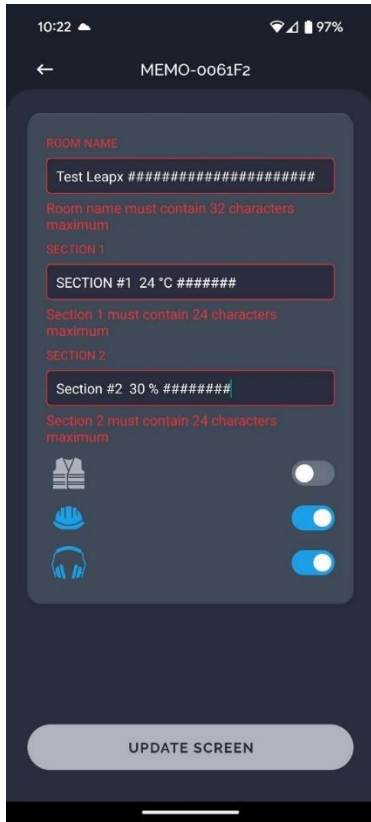 10:22 97%
MEMO-0061F2
ROOM NAME
Test Leapx ######################
Room name must contain 32 characters
maximum
SECTION 1
SECTION #1  24 °C #######
Section 1 must contain 24 characters
maximum
SECTION 2
Section #2  30 % ########
Section 2 must contain 24 characters
maximum
UPDATE SCREEN